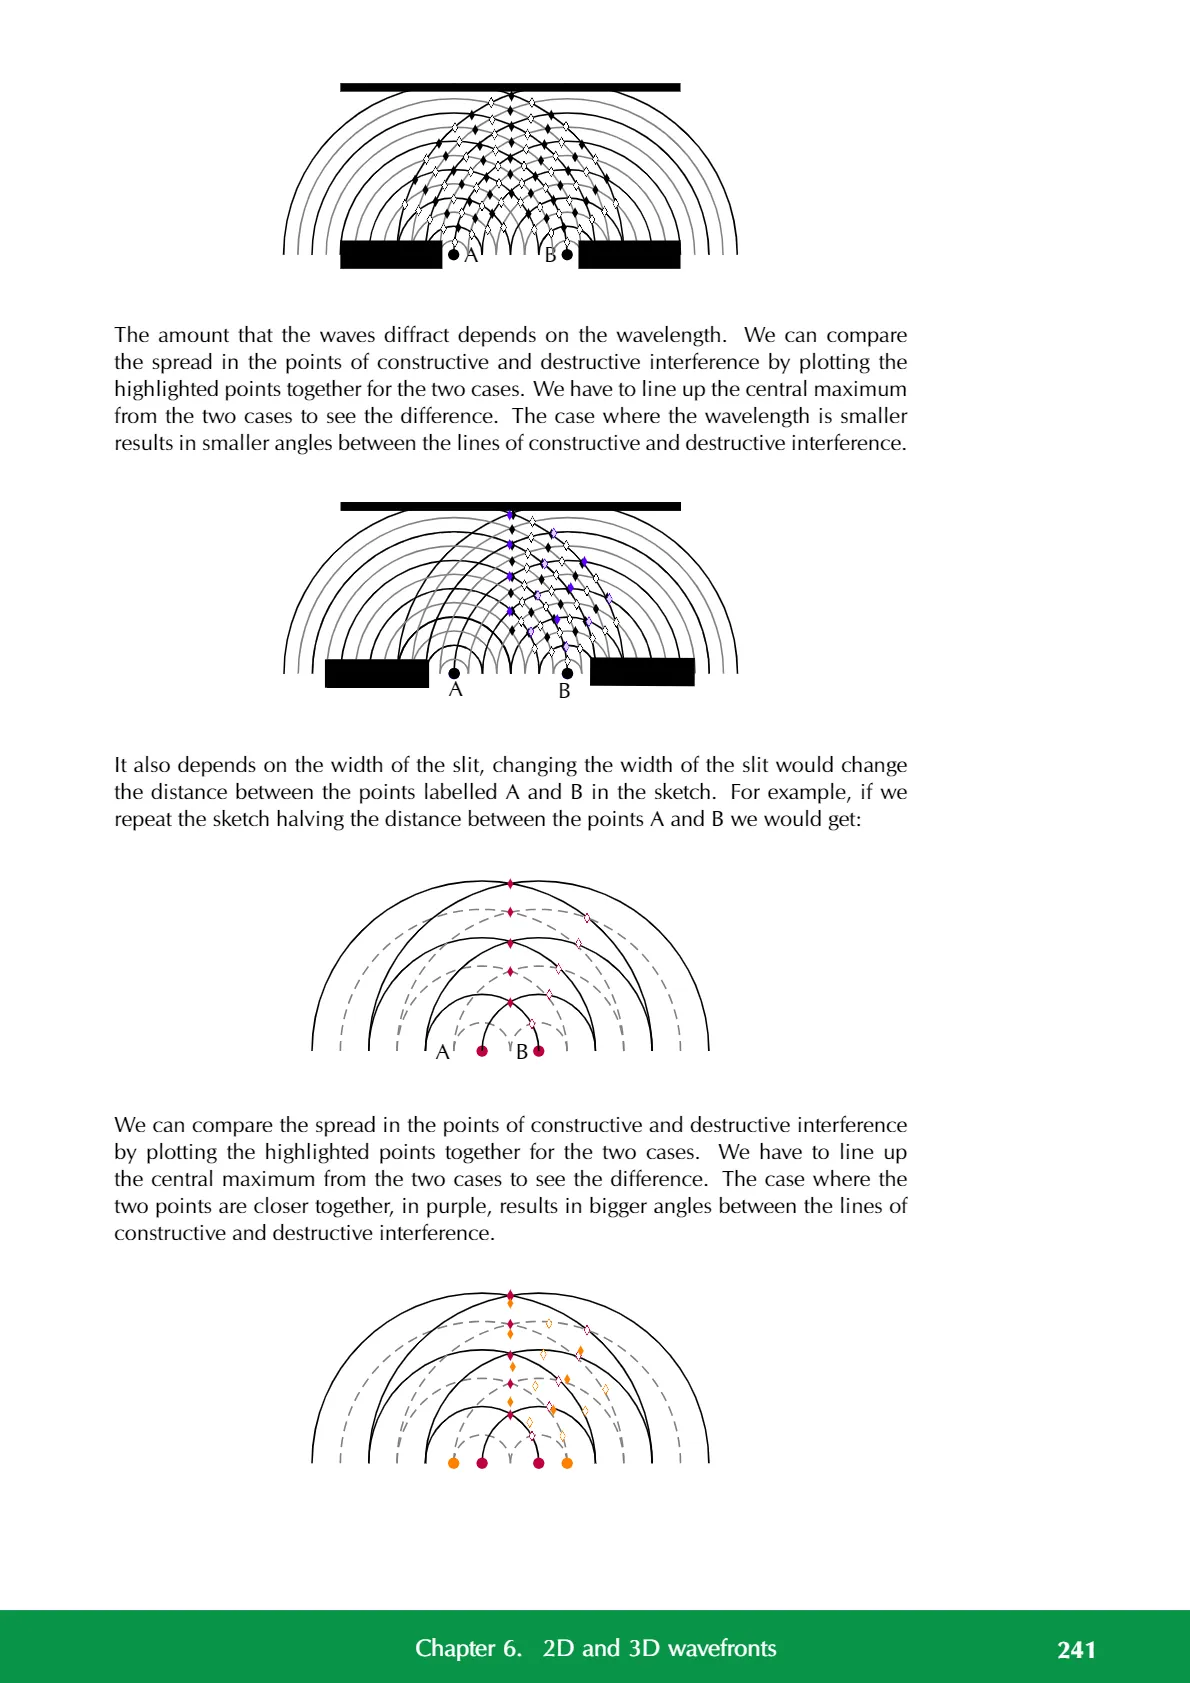 A B
The amount that the waves diffract depends on the wavelength. We can compare
the spread in the points of constructive and destructive interference by plotting the
highlighted points together for the two cases. We have to line up the central maximum
from the two cases to see the difference. The case where the wavelength is smaller
results in smaller angles between the lines of constructive and destructive interference.
A B
It also depends on the width of the slit, changing the width of the slit would change
the distance between the points labelled A and B in the sketch. For example, if we
repeat the sketch halving the distance between the points A and B we would get:
A B
We can compare the spread in the points of constructive and destructive interference
by plotting the highlighted points together for the two cases. We have to line up
the central maximum from the two cases to see the difference. The case where the
two points are closer together, in purple, results in bigger angles between the lines of
constructive and destructive interference.
Chapter 6. 2D and 3D wavefronts 241